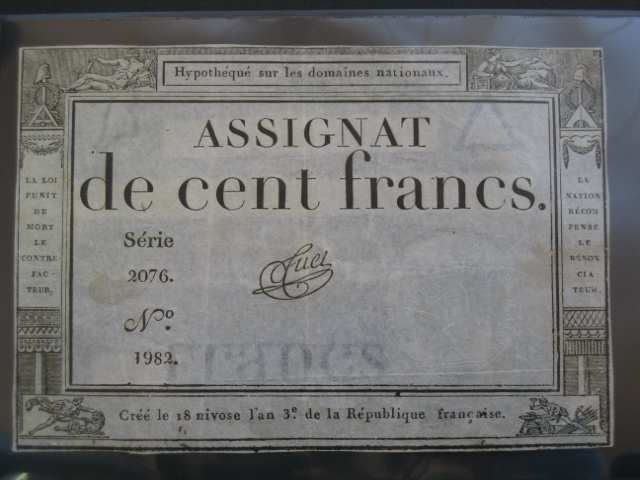 Hypothéqué sur les domaines nationaux.
ASSIGNAT
de cent francs.
Série
2076.
Nº.
1982.
LA LOI
PUNIT
DE
MORT
LE
CONTRE-
FAC-
TEUR.
LA
NATION
RÉCOM
PENSE
LE
DÉNON
CIA
TEUR.
Créé le 18 nivose l'an 3.e de la République française.